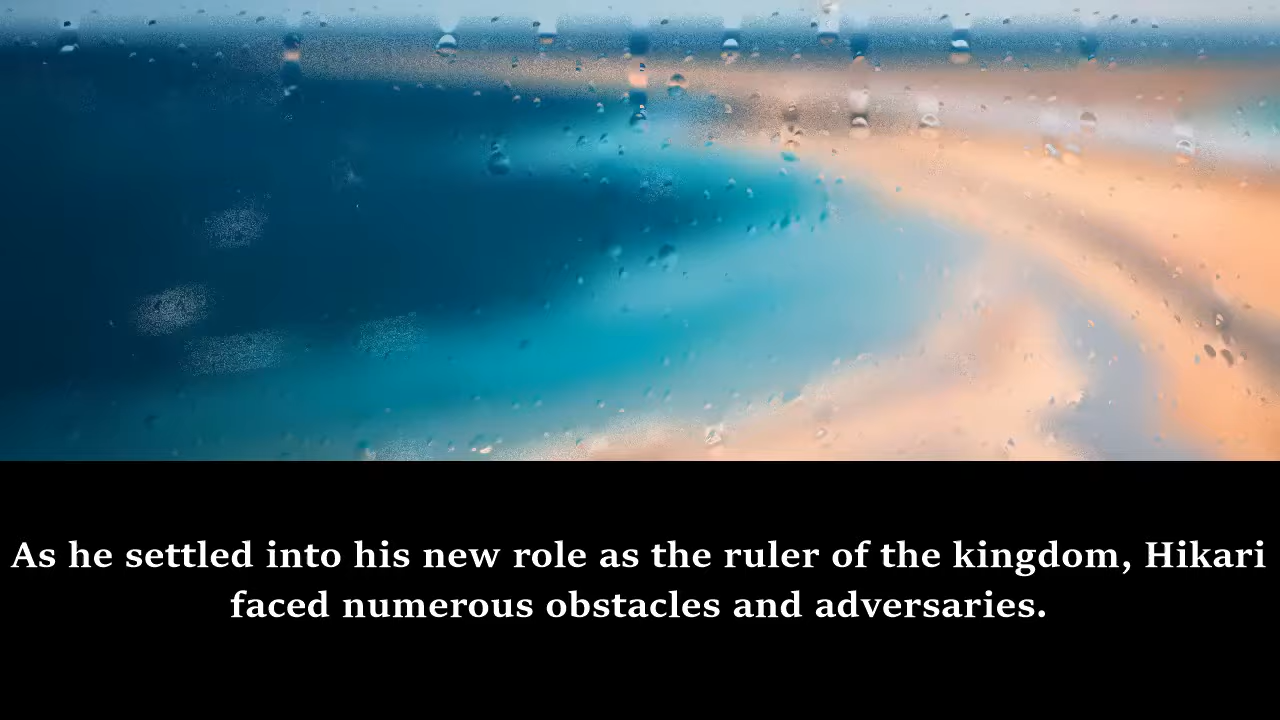 As he settled into his new role as the ruler of the kingdom, Hikari
faced numerous obstacles and adversaries.